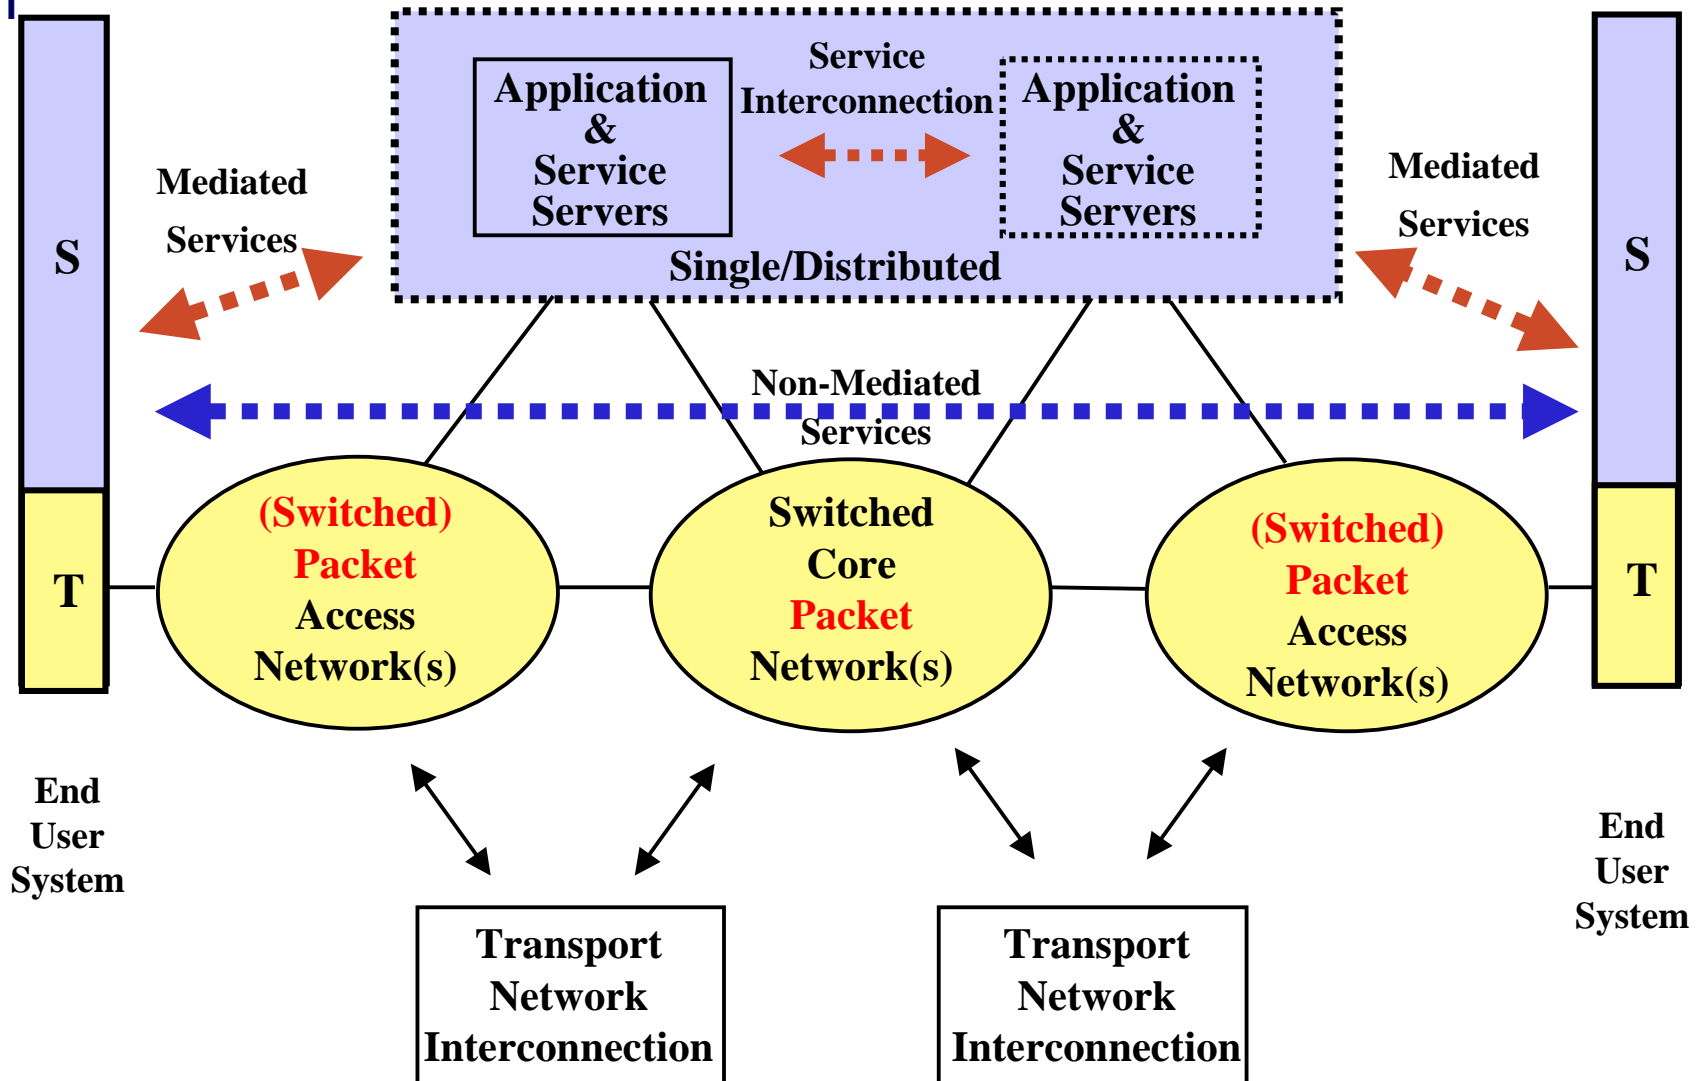 Service
Interconnection
Application
&
Service
Servers
Application
&
Service
Servers
Single/Distributed
Mediated
Services
Mediated
Services
S
S
Non-Mediated
Services
T
(Switched)
Packet
Access
Network(s)
Switched
Core
Packet
Network(s)
(Switched)
Packet
Access
Network(s)
T
End
User
System
End
User
System
Transport
Network
Interconnection
Transport
Network
Interconnection